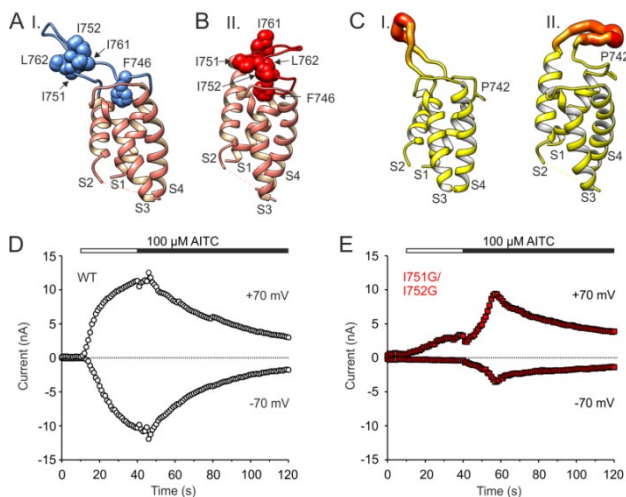 A I. I752 I761 L762 F746 I751 S2 S1 S4 S3
B II. I761 I751 L762 I752 F746 S2 S1 S4 S3
C I. II. P742 P742 S2 S1 S4 S3 S2 S1 S4 S3
D 100 µM AITC
WT
+70 mV
-70 mV
Current (nA)
15
10
5
0
-5
-10
-15
0 20 40 60 80 100 120
Time (s)
E 100 µM AITC
I751G/
I752G
+70 mV
-70 mV
Current (nA)
15
10
5
0
-5
-10
-15
0 20 40 60 80 100 120
Time (s)